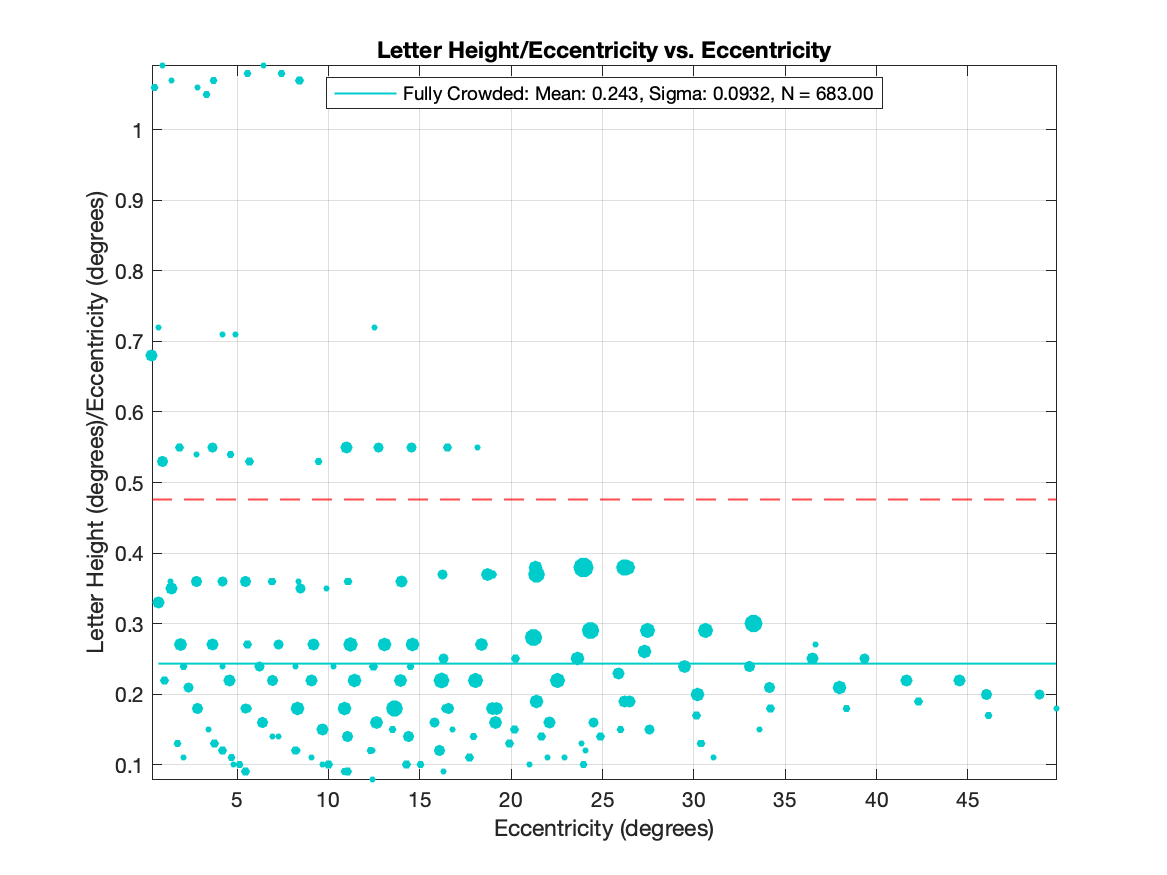 Letter Height/Eccentricity vs. Eccentricity
Fully Crowded: Mean: 0.243, Sigma: 0.0932, N = 683.00
Letter Height (degrees)/Eccentricity (degrees)
1
0.9
0.8
0.7
0.6
0.5
0.4
0.3
0.2
0.1
5 10 15 20 25 30 35 40 45
Eccentricity (degrees)